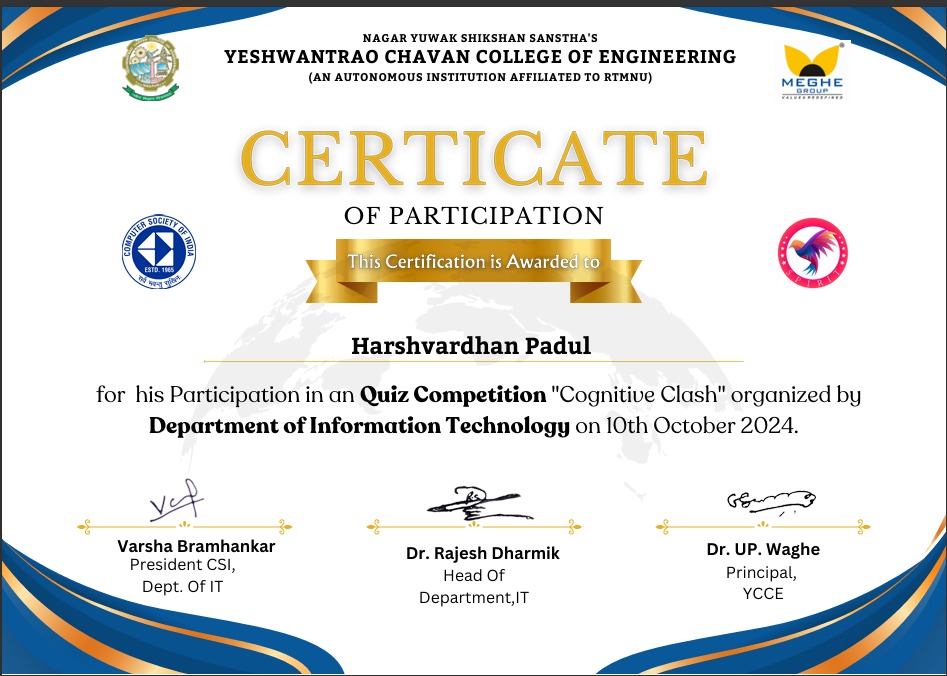 NAGAR YUWAK SHIKSHAN SANSTHA'S
YESHWANTRAO CHAVAN COLLEGE OF ENGINEERING
(AN AUTONOMOUS INSTITUTION AFFILIATED TO RTMNU)
MEGHE
GROUP
VALUES REDEFINED
CERTICATE
OF PARTICIPATION
COMPUTER SOCIETY OF INDIA
ESTD. 1965
सर्वे भवन्तु सुखिनः
SPIRIT
This Certification is Awarded to
Harshvardhan Padul
for his Participation in an Quiz Competition "Cognitive Clash" organized by
Department of Information Technology on 10th October 2024.
Varsha Bramhankar
President CSI,
Dept. Of IT
Dr. Rajesh Dharmik
Head Of
Department,IT
Dr. UP. Waghe
Principal,
YCCE